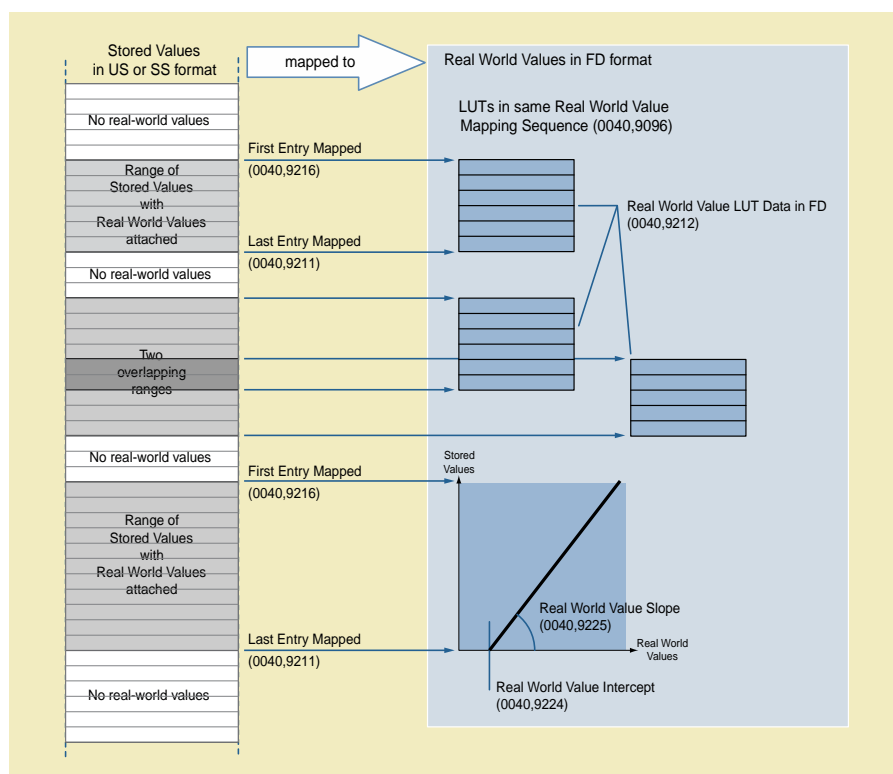 Stored Values
in US or SS format
mapped to
Real World Values in FD format
LUTs in same Real World Value
Mapping Sequence (0040,9096)
No real-world values
First Entry Mapped
(0040,9216)
Range of
Stored Values
with
Real World Values
attached
Real World Value LUT Data in FD
(0040,9212)
Last Entry Mapped
(0040,9211)
No real-world values
Two
overlapping
ranges
No real-world values
Stored
Values
First Entry Mapped
(0040,9216)
Range of
Stored Values
with
Real World Values
attached
Real World Value Slope
(0040,9225)
Last Entry Mapped
(0040,9211)
Real World
Values
No real-world values
Real World Value Intercept
(0040,9224)